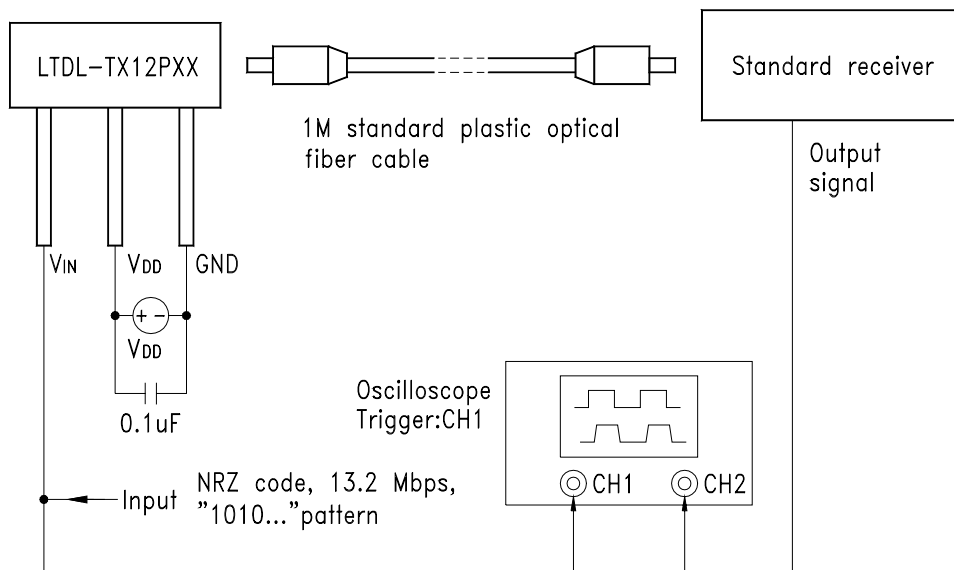 LTDL-TX12PXX
Standard receiver
1M standard plastic optical
fiber cable
Output
signal
VIN
VDD
GND
+ −
VDD
0.1uF
Oscilloscope
Trigger:CH1
CH1
CH2
Input
NRZ code, 13.2 Mbps,
"1010..."pattern